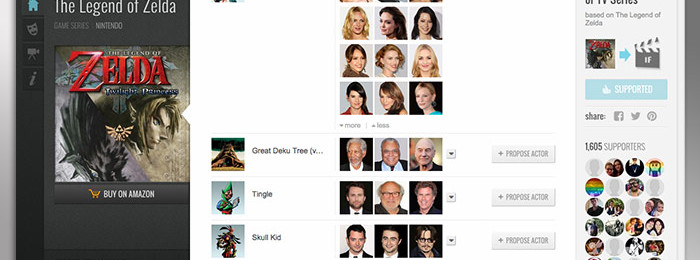 The Legend of Zelda
GAME SERIES NINTENDO
THE LEGEND OF
ZELDA
Twilight Princess
BUY ON AMAZON
more | less
Great Deku Tree (v...
+ PROPOSE ACTOR
Tingle
+ PROPOSE ACTOR
Skull Kid
+ PROPOSE ACTOR
or TV Series
based on The Legend of
Zelda
IF
SUPPORTED
share:
1,605 SUPPORTERS